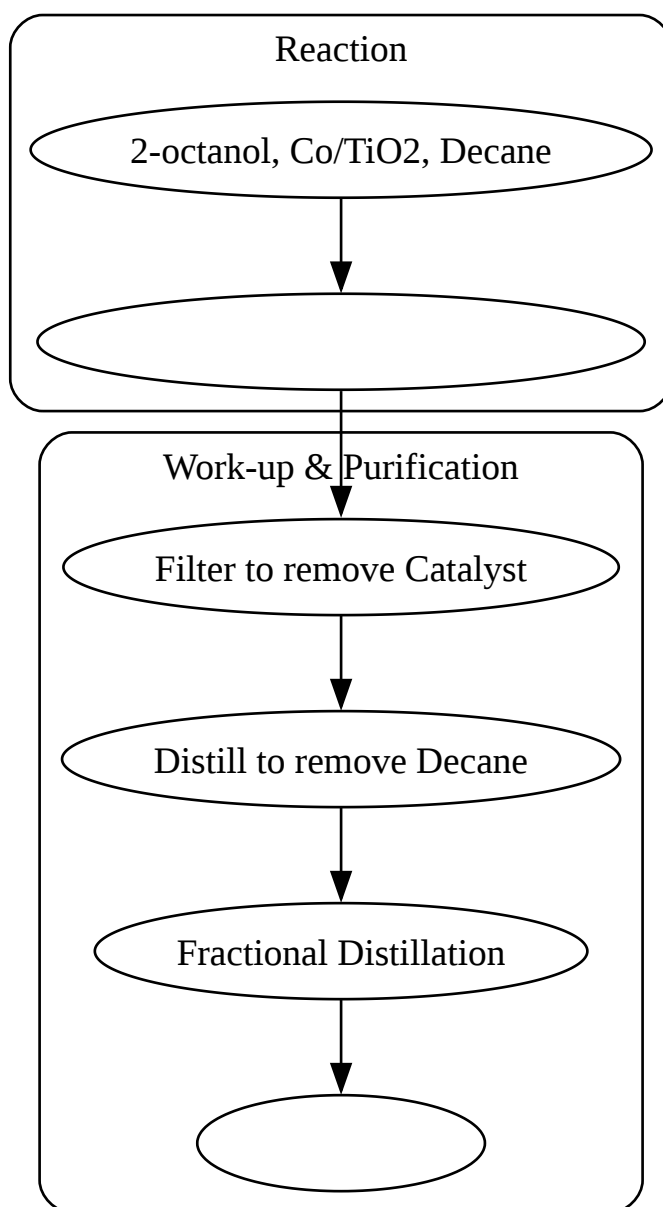 Reaction
2-octanol, Co/TiO2, Decane
Work-up & Purification
Filter to remove Catalyst
Distill to remove Decane
Fractional Distillation